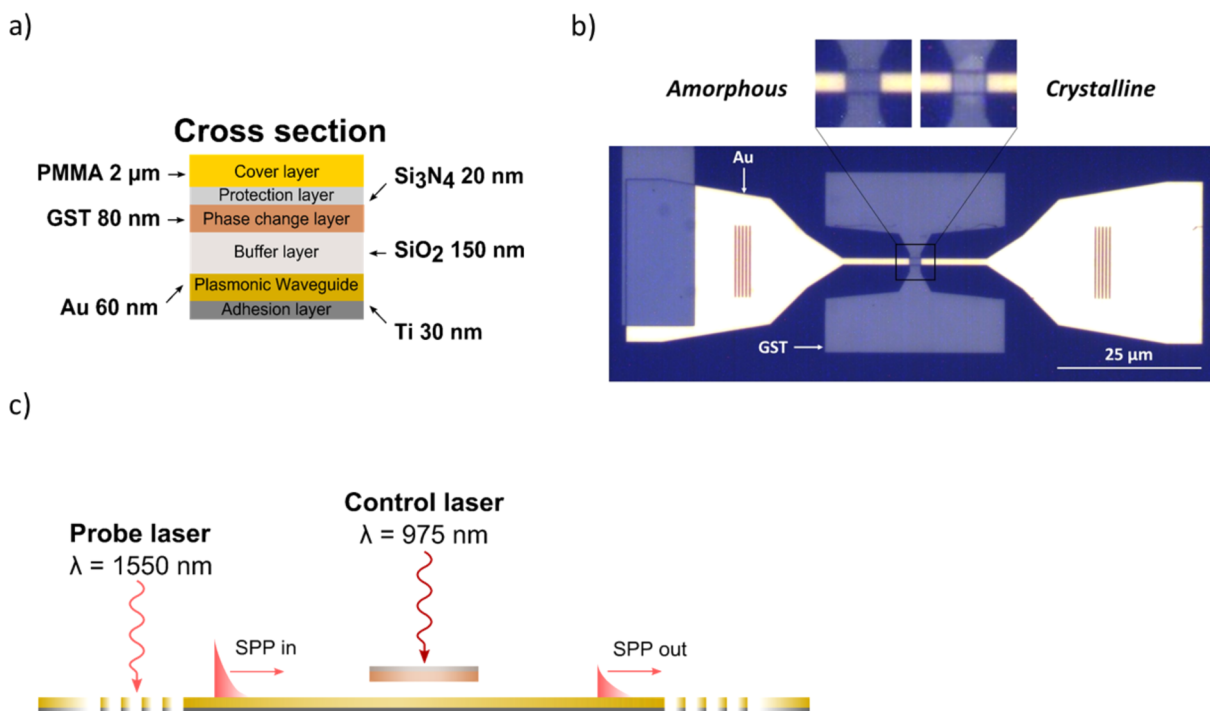 a)
Cross section
PMMA 2 μm
Cover layer
Si3N4 20 nm
Protection layer
GST 80 nm
Phase change layer
Buffer layer
SiO2 150 nm
Plasmonic Waveguide
Au 60 nm
Adhesion layer
Ti 30 nm
b)
Amorphous
Crystalline
Au
GST
25 μm
c)
Probe laser
λ = 1550 nm
Control laser
λ = 975 nm
SPP in
SPP out